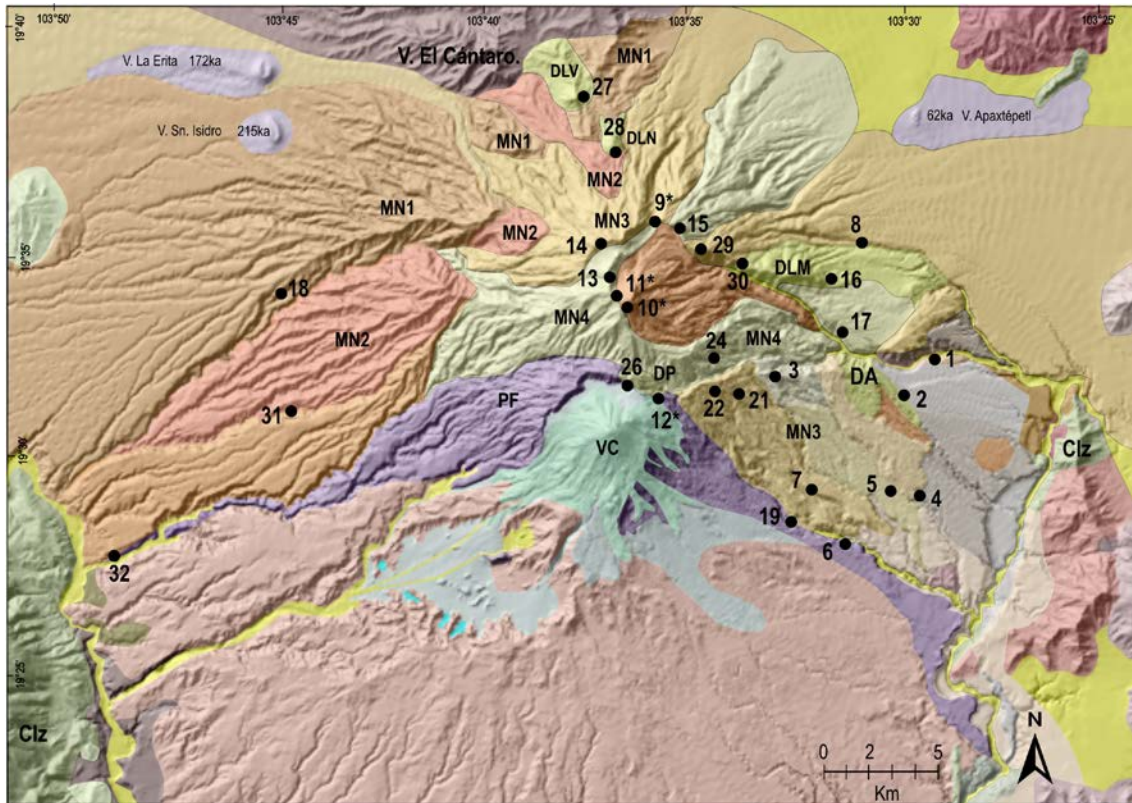 103°50'
103°45'
103°40'
103°35'
103°30'
103°25'
19°40'
V. El Cántaro.
MN1
V. La Erita 172ka
DLV
27
62ka V. Apaxtépetl
V. Sn. Isidro 215ka
MN1
28
DLN
MN2
MN1
9*
MN2
MN3
15
14
29
8
19°35'
30
DLM
13
16
18
11*
10*
MN4
17
MN2
MN4
24
1
DP
3
DA
26
PF
22
21
2
31
12*
MN3
VC
Clz
19°30'
7
5
4
19
6
32
19°25'
Clz
N
0 2 5
Km